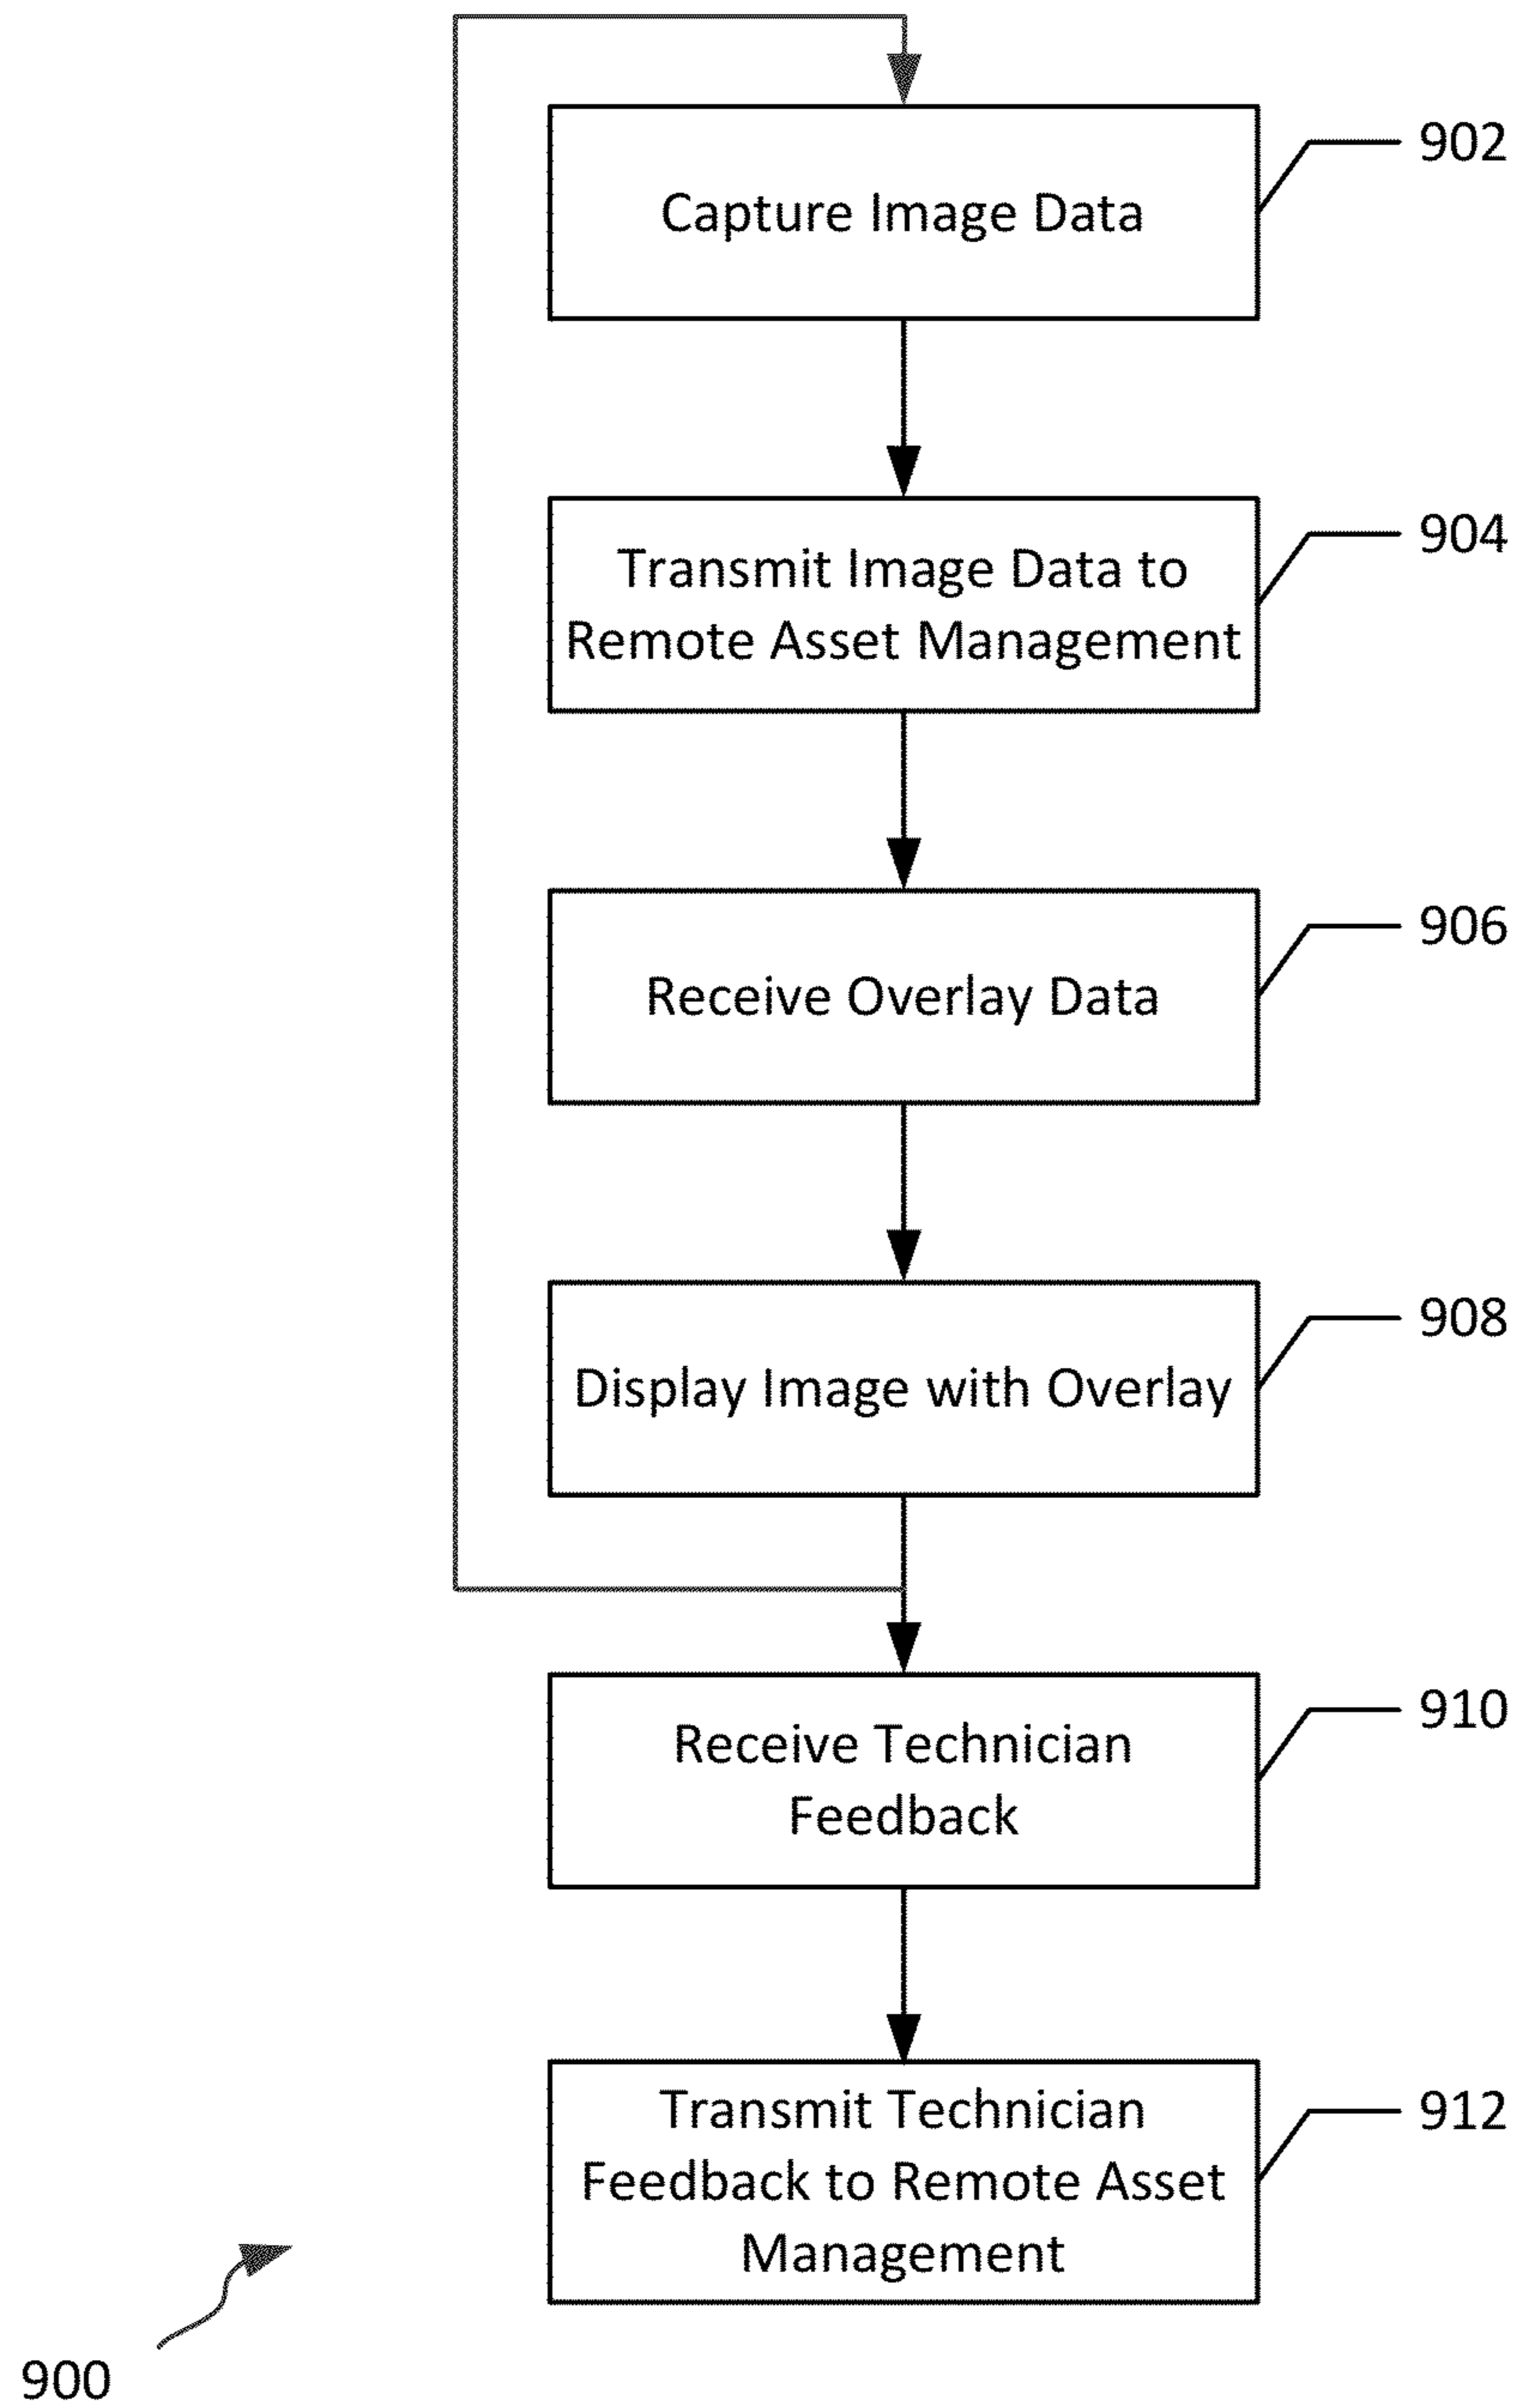 Capture Image Data
902
Transmit Image Data to
Remote Asset Management
904
Receive Overlay Data
906
Display Image with Overlay
908
Receive Technician
Feedback
910
Transmit Technician
Feedback to Remote Asset
Management
912
900